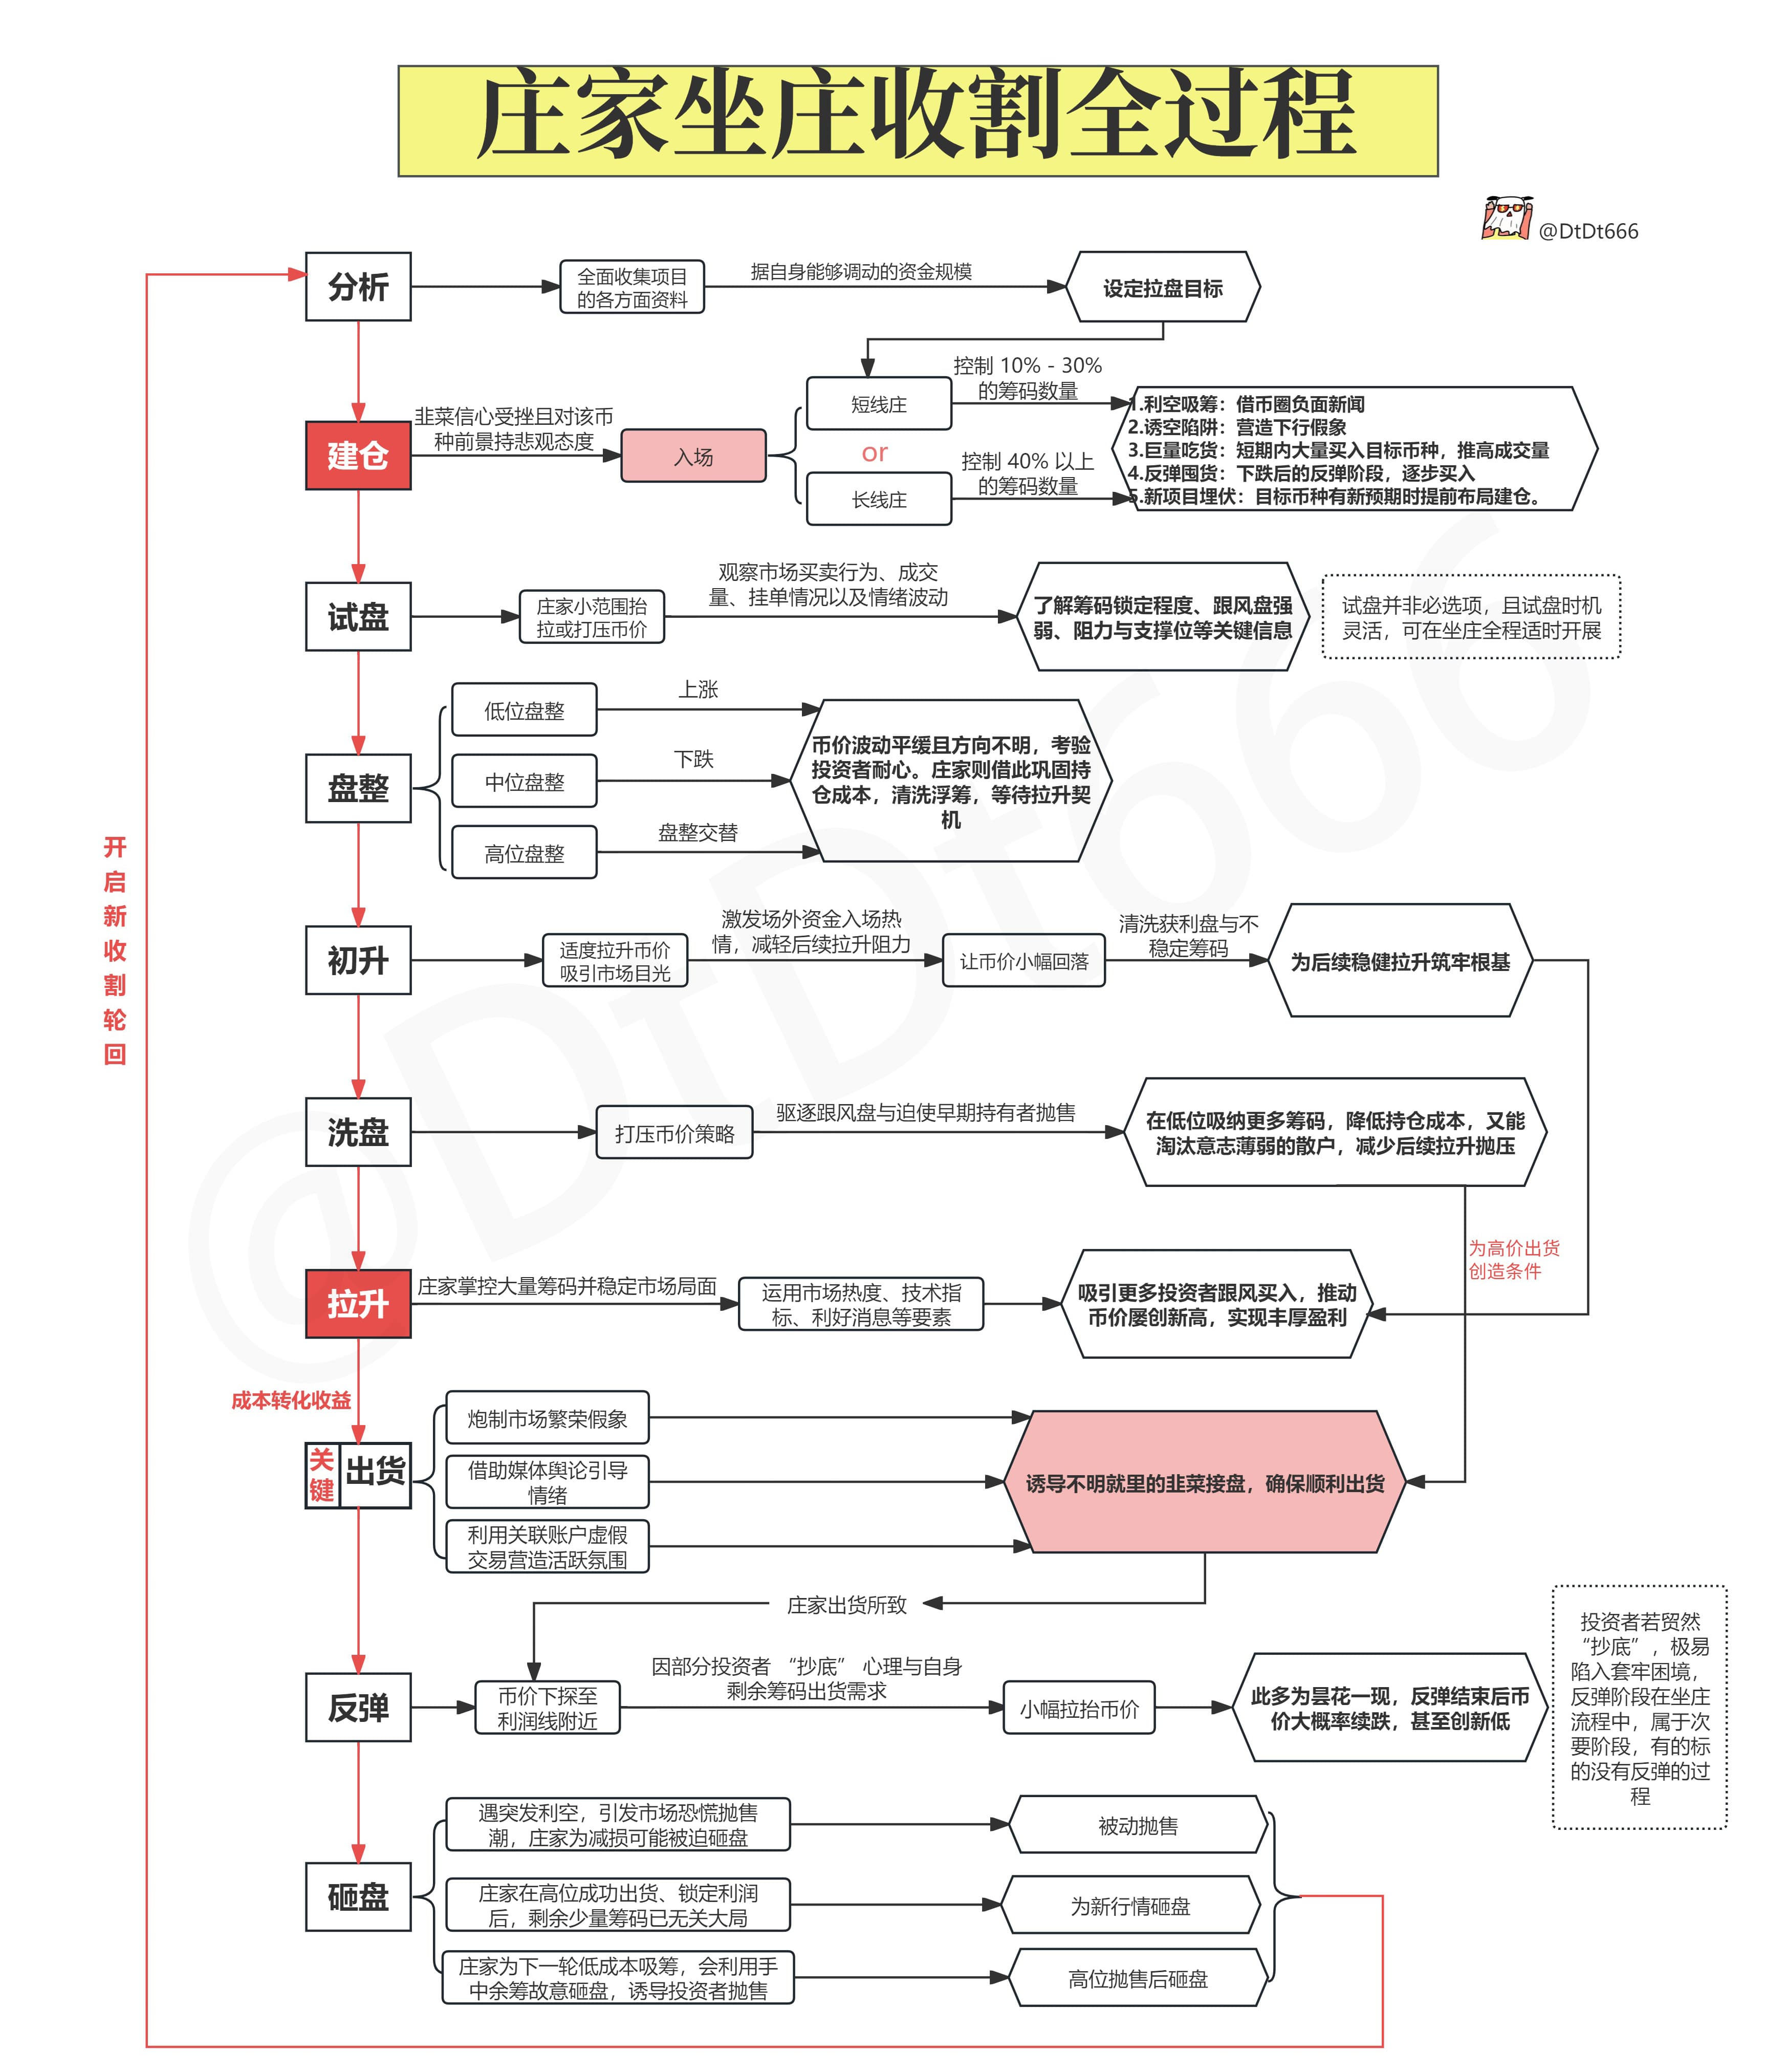 庄家坐庄收割全过程
@DtDt666
分析
全面收集项目
的各方面资料
据自身能够调动的资金规模
设定拉盘目标
建仓
韭菜信心受挫且对该币
种前景持悲观态度
入场
短线庄
or
长线庄
控制 10% - 30%
的筹码数量
控制 40% 以上
的筹码数量
1.利空吸筹：借币圈负面新闻
2.诱空陷阱：营造下行假象
3.巨量吃货：短期内大量买入目标币种，推高成交量
4.反弹囤货：下跌后的反弹阶段，逐步买入
5.新项目埋伏：目标币种有新预期时提前布局建仓。
试盘
庄家小范围抬
拉或打压币价
观察市场买卖行为、成交
量、挂单情况以及情绪波动
了解筹码锁定程度、跟风盘强
弱、阻力与支撑位等关键信息
试盘并非必选项，且试盘时机
灵活，可在坐庄全程适时开展
盘整
低位盘整
上涨
中位盘整
下跌
高位盘整
盘整交替
币价波动平缓且方向不明，考验
投资者耐心。庄家则借此巩固持
仓成本，清洗浮筹，等待拉升契
机
初升
适度拉升币价
吸引市场目光
激发场外资金入场热
情，减轻后续拉升阻力
让币价小幅回落
清洗获利盘与不
稳定筹码
为后续稳健拉升筑牢根基
洗盘
打压币价策略
驱逐跟风盘与迫使早期持有者抛售
在低位吸纳更多筹码，降低持仓成本，又能
淘汰意志薄弱的散户，减少后续拉升抛压
为高价出货
创造条件
拉升
庄家掌控大量筹码并稳定市场局面
运用市场热度、技术指
标、利好消息等要素
吸引更多投资者跟风买入，推动
币价屡创新高，实现丰厚盈利
成本转化收益
关
键
出货
炮制市场繁荣假象
借助媒体舆论引导
情绪
利用关联账户虚假
交易营造活跃氛围
诱导不明就里的韭菜接盘，确保顺利出货
庄家出货所致
反弹
币价下探至
利润线附近
因部分投资者 “抄底” 心理与自身
剩余筹码出货需求
小幅拉抬币价
此多为昙花一现，反弹结束后币
价大概率续跌，甚至创新低
投资者若贸然
“抄底”，极易
陷入套牢困境，
反弹阶段在坐庄
流程中，属于次
要阶段，有的标
的没有反弹的过
程
砸盘
遇突发利空，引发市场恐慌抛售
潮，庄家为减损可能被迫砸盘
被动抛售
庄家在高位成功出货、锁定利润
后，剩余少量筹码已无关大局
为新行情砸盘
庄家为下一轮低成本吸筹，会利用手
中余筹故意砸盘，诱导投资者抛售
高位抛售后砸盘
开
启
新
收
割
轮
回
@DtDt666